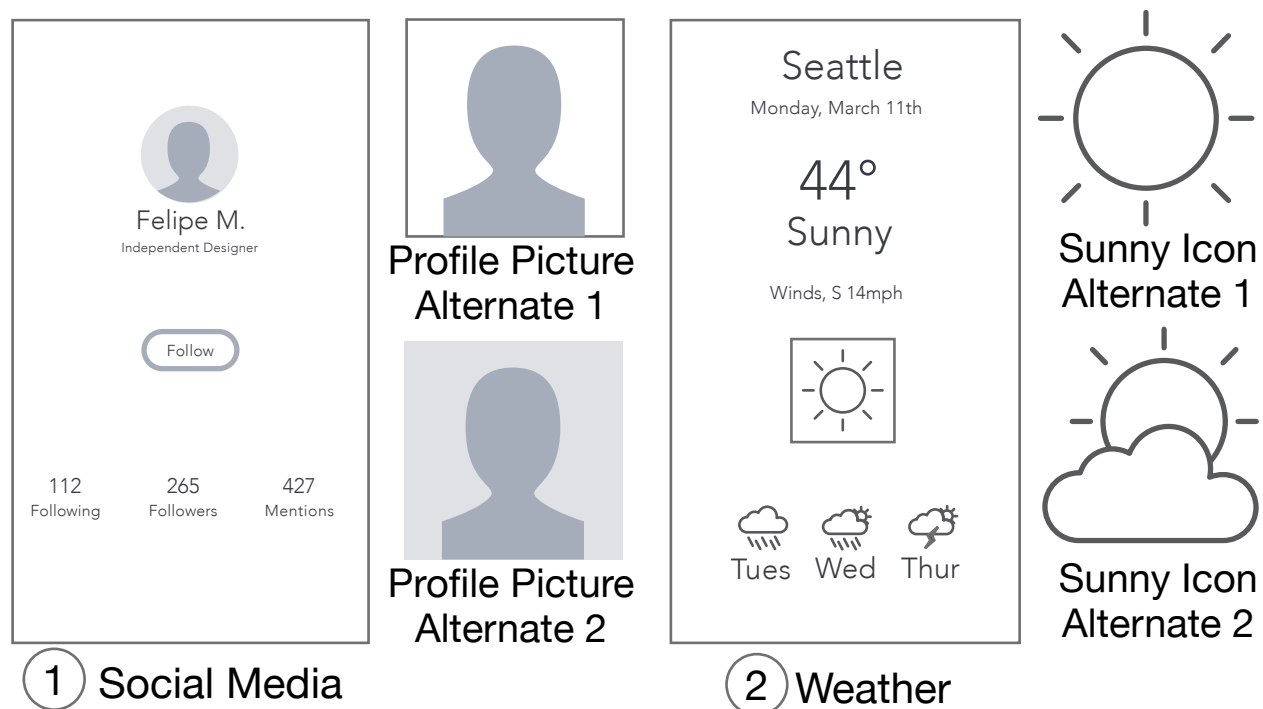 Felipe M.
Independent Designer
Follow
112
Following
265
Followers
427
Mentions
1 Social Media
Profile Picture
Alternate 1
Profile Picture
Alternate 2
Seattle
Monday, March 11th
44°
Sunny
Winds, S 14mph
Tues Wed Thur
2 Weather
Sunny Icon
Alternate 1
Sunny Icon
Alternate 2